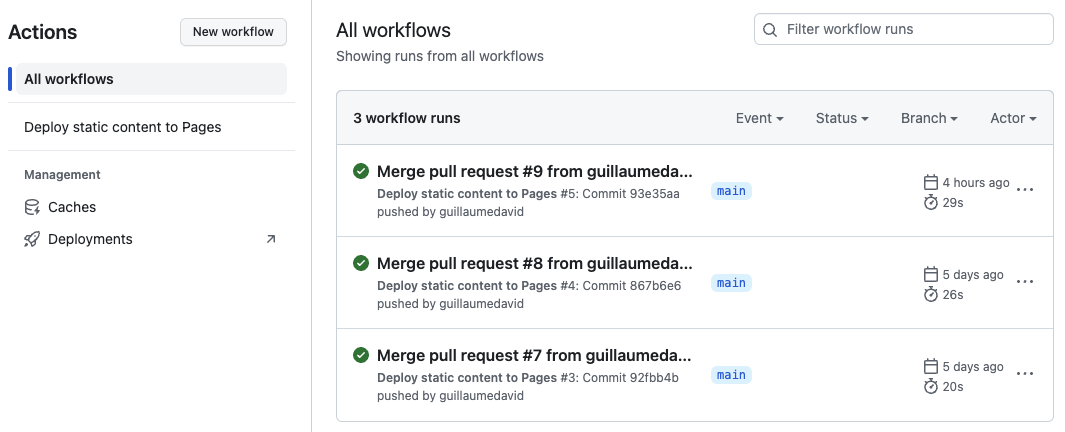 Actions
New workflow
All workflows
Deploy static content to Pages
Management
Caches
Deployments
All workflows
Filter workflow runs
Showing runs from all workflows
3 workflow runs
Event
Status
Branch
Actor
Merge pull request #9 from guillaumeda...
Deploy static content to Pages #5: Commit 93e35aa
pushed by guillaumedavid
main
4 hours ago
29s
Merge pull request #8 from guillaumeda...
Deploy static content to Pages #4: Commit 867b6e6
pushed by guillaumedavid
main
5 days ago
26s
Merge pull request #7 from guillaumeda...
Deploy static content to Pages #3: Commit 92fbb4b
pushed by guillaumedavid
main
5 days ago
20s